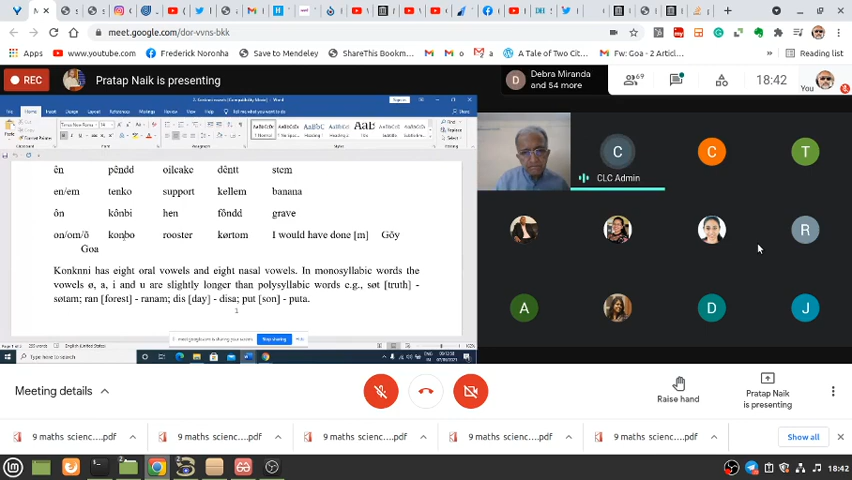 meet.google.com/dor-vvns-bkk
Apps
www.youtube.com
Frederick Noronha
Save to Mendeley
ShareThis Bookm...
A Tale of Two Cit...
Fw: Goa - 2 Articl...
Reading list
REC
Pratap Naik is presenting
Debra Miranda
and 54 more
69
18:42
You
ên pêndd oilcake dêntt stem
en/em tenko support kellem banana
ôn kônbi hen fôndd grave
øn/om/õ konbo rooster kørtom I would have done [m] Gõy
Goa
Konknni has eight oral vowels and eight nasal vowels. In monosyllabic words the
vowels ø, a, i and u are slightly longer than polysyllabic words e.g., søt [truth] -
søtam; ran [forest] - ranam; dis [day] - disa; put [son] - puta.
1
Stop sharing
Type here to search
C
CLC Admin
C
T
R
A
D
J
Meeting details
Raise hand
Pratap Naik
is presenting
9 maths scienc....pdf
9 maths scienc....pdf
9 maths scienc....pdf
9 maths scienc....pdf
9 maths scienc....pdf
Show all
18:42